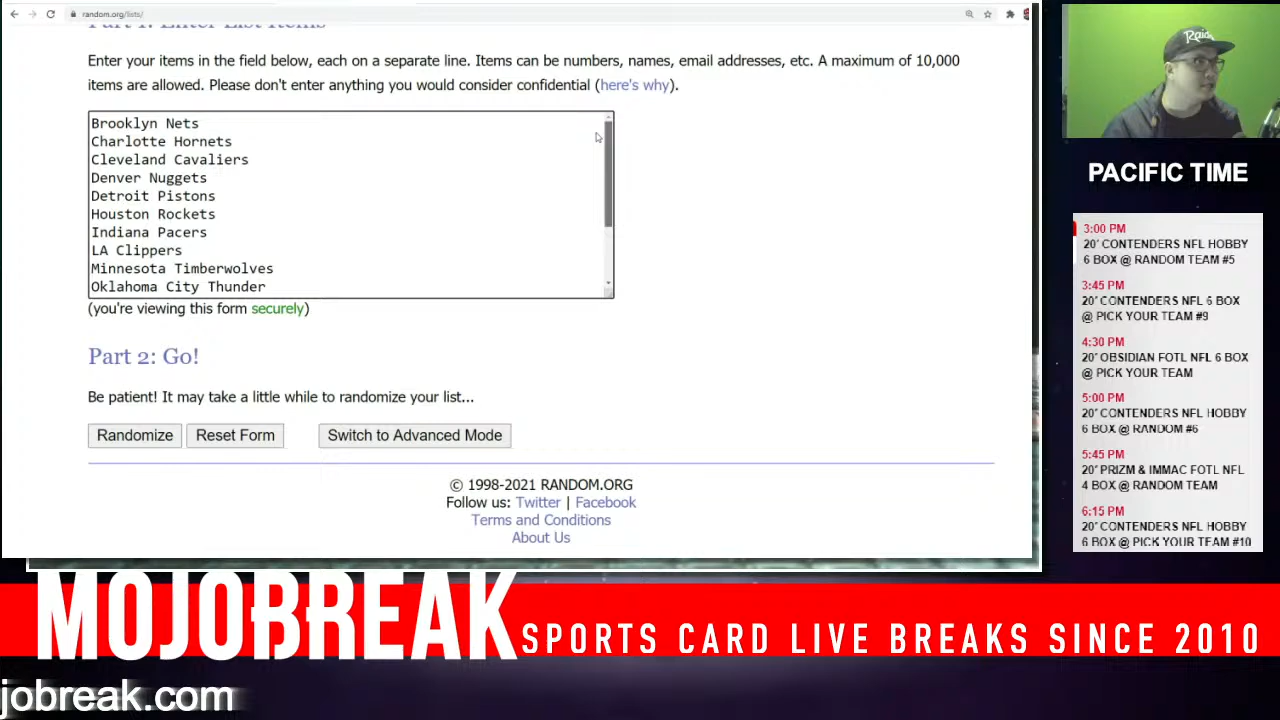 random.org/lists/
Part 1: Enter List Items
Enter your items in the field below, each on a separate line. Items can be numbers, names, email addresses, etc. A maximum of 10,000
items are allowed. Please don't enter anything you would consider confidential (here's why).
Brooklyn Nets
Charlotte Hornets
Cleveland Cavaliers
Denver Nuggets
Detroit Pistons
Houston Rockets
Indiana Pacers
LA Clippers
Minnesota Timberwolves
Oklahoma City Thunder
(you're viewing this form securely)
Part 2: Go!
Be patient! It may take a little while to randomize your list...
Randomize
Reset Form
Switch to Advanced Mode
© 1998-2021 RANDOM.ORG
Follow us: Twitter | Facebook
Terms and Conditions
About Us
PACIFIC TIME
3:00 PM
20' CONTENDERS NFL HOBBY
6 BOX @ RANDOM TEAM #5
3:45 PM
20' CONTENDERS NFL 6 BOX
@ PICK YOUR TEAM #9
4:30 PM
20' OBSIDIAN FOTL NFL 6 BOX
@ PICK YOUR TEAM
5:00 PM
20' CONTENDERS NFL HOBBY
6 BOX @ RANDOM #6
5:45 PM
20' PRIZM & IMMAC FOTL NFL
4 BOX @ RANDOM TEAM
6:15 PM
20' CONTENDERS NFL HOBBY
6 BOX @ PICK YOUR TEAM #10
MOJOBREAK
SPORTS CARD LIVE BREAKS SINCE 2010
jobreak.com